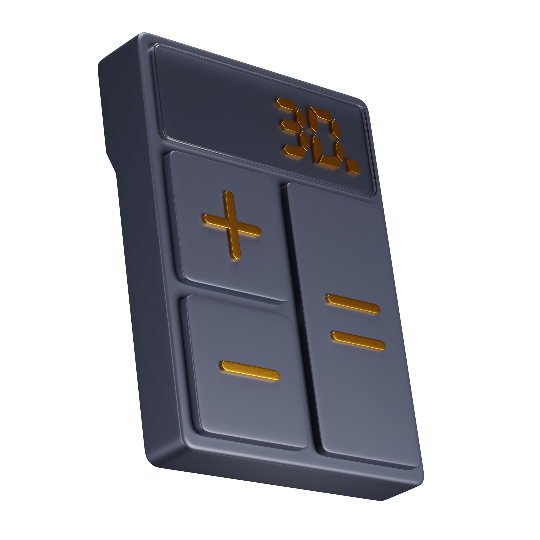 30.
+
=
-